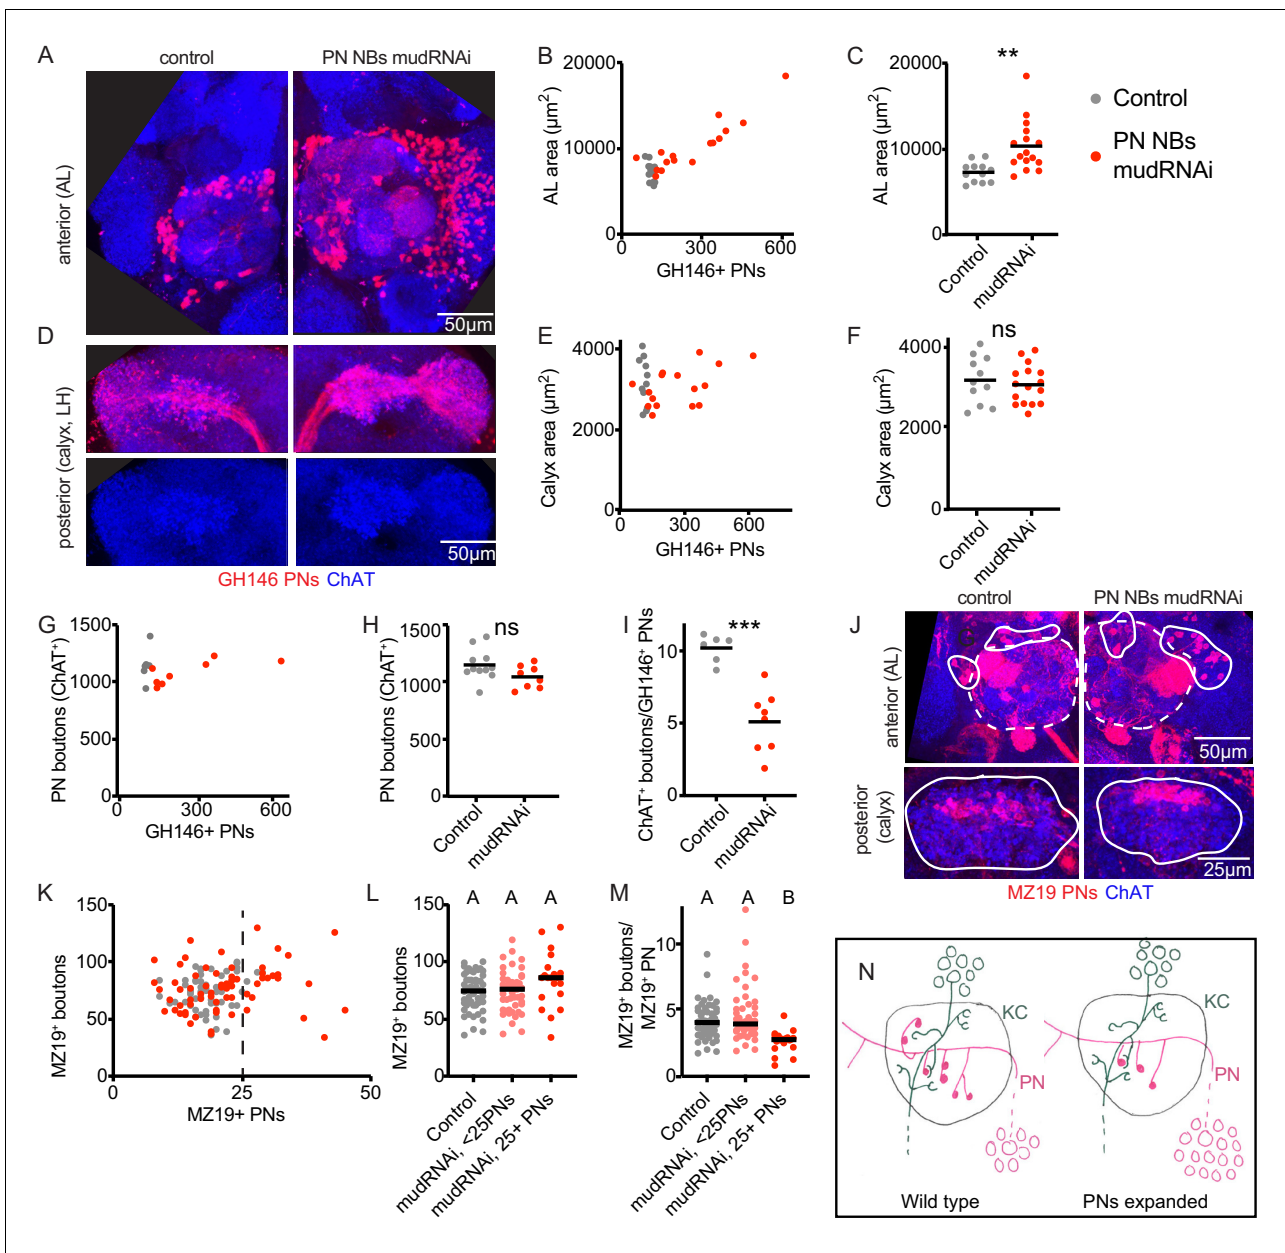 A
control
PN NBs mudRNAi
anterior (AL)
50µm
B
20000
10000
0
AL area (µm²)
0
300
600
GH146+ PNs
C
**
20000
10000
0
AL area (µm²)
Control
mudRNAi
Control
PN NBs
mudRNAi
D
posterior (calyx, LH)
50µm
GH146 PNs ChAT
E
4000
2000
0
Calyx area (µm²)
0
300
600
GH146+ PNs
F
ns
4000
2000
0
Calyx area (µm²)
Control
mudRNAi
G
1500
1000
500
0
PN boutons (ChAT⁺)
0
300
600
GH146+ PNs
H
ns
1500
1000
500
0
PN boutons (ChAT⁺)
Control
mudRNAi
I
***
10
5
0
ChAT⁺ boutons/GH146⁺ PNs
Control
mudRNAi
J
control
PN NBs mudRNAi
anterior (AL)
50µm
posterior
(calyx)
25µm
MZ19 PNs ChAT
K
150
100
50
0
MZ19⁺ boutons
0
25
50
MZ19+ PNs
L
A A A
150
100
50
0
MZ19⁺ boutons
Control
mudRNAi, <25PNs
mudRNAi, 25+ PNs
M
A A B
10
5
0
MZ19⁺ boutons/
MZ19⁺ PN
Control
mudRNAi, <25PNs
mudRNAi, 25+ PNs
N
KC
PN
Wild type
KC
PN
PNs expanded